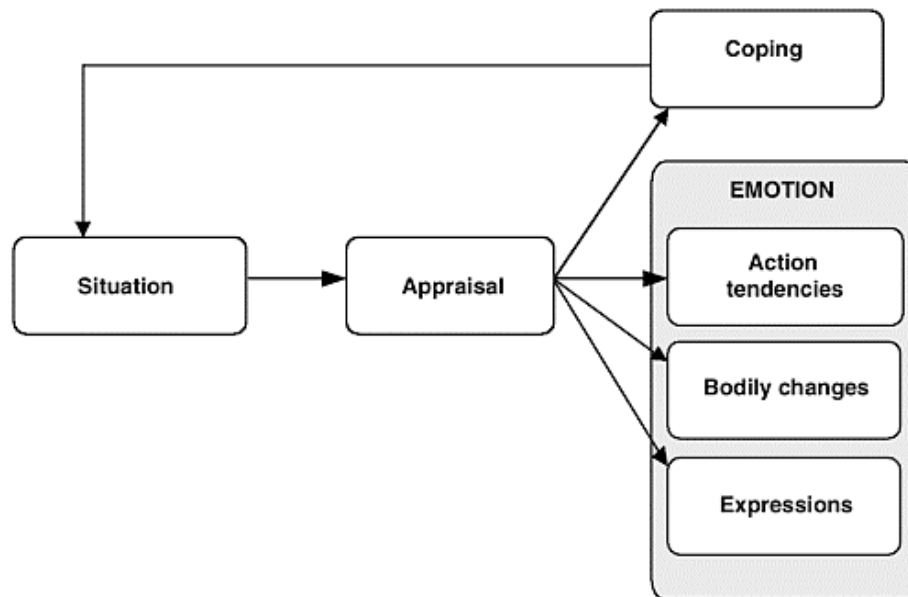 Coping
EMOTION
Action
tendencies
Situation
Appraisal
Bodily changes
Expressions